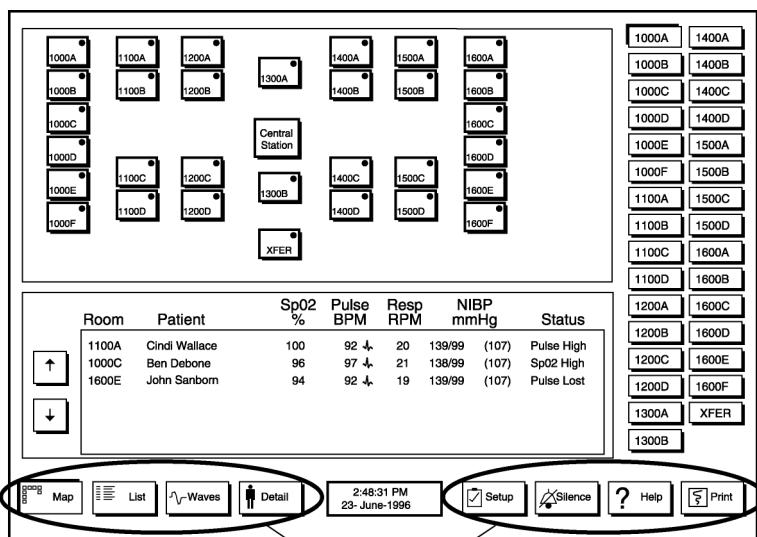 1000A 1100A 1200A 1300A 1400A 1500A 1600A
1000B 1100B 1200B 1400B 1500B 1600B
1000C Central Station 1600C
1000D 1600D
1000E 1100C 1200C 1300B 1400C 1500C 1600E
1000F 1100D 1200D 1400D 1500D 1600F
XFER
1000A 1400A
1000B 1400B
1000C 1400C
1000D 1400D
1000E 1500A
1000F 1500B
1100A 1500C
1100B 1500D
1100C 1600A
1100D 1600B
1200A 1600C
1200B 1600D
1200C 1600E
1200D 1600F
1300A XFER
1300B
Room Patient Sp02 % Pulse BPM Resp RPM NIBP mmHg Status
1100A Cindi Wallace 100 92 20 139/99 (107) Pulse High
1000C Ben Debone 96 97 21 138/99 (107) Sp02 High
1600E John Sanborn 94 92 19 139/99 (107) Pulse Lost
Map List Waves Detail 2:48:31 PM Setup Silence ? Help Print
23- June-1996